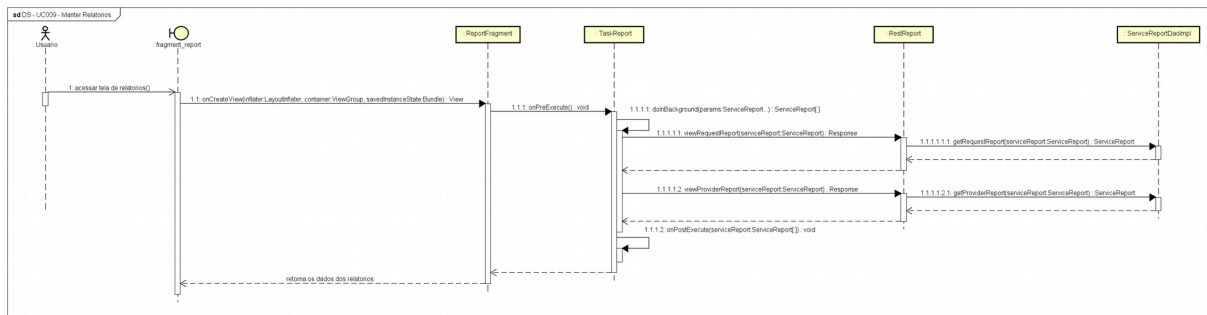 sd DS - UC009 - Manter Relatorios
Usuario
: fragment_report
: ReportFragment
: TaskReport
: RestReport
: ServiceReportDaoImpl
1: acessar tela de relatorios()
1.1: onCreateView(inflater:LayoutInflater, container:ViewGroup, savedInstanceState:Bundle) : View
1.1.1: onPreExecute() : void
1.1.1.1: doInBackground(params:ServiceReport...) : ServiceReport[ ]
1.1.1.1.1: viewRequestReport(serviceReport:ServiceReport) : Response
1.1.1.1.1.1: getRequestReport(serviceReport:ServiceReport) : ServiceReport
1.1.1.1.2: viewProviderReport(serviceReport:ServiceReport) : Response
1.1.1.1.2.1: getProviderReport(serviceReport:ServiceReport) : ServiceReport
1.1.1.2: onPostExecute(serviceReport:ServiceReport[ ]) : void
retorna os dados dos relatorios